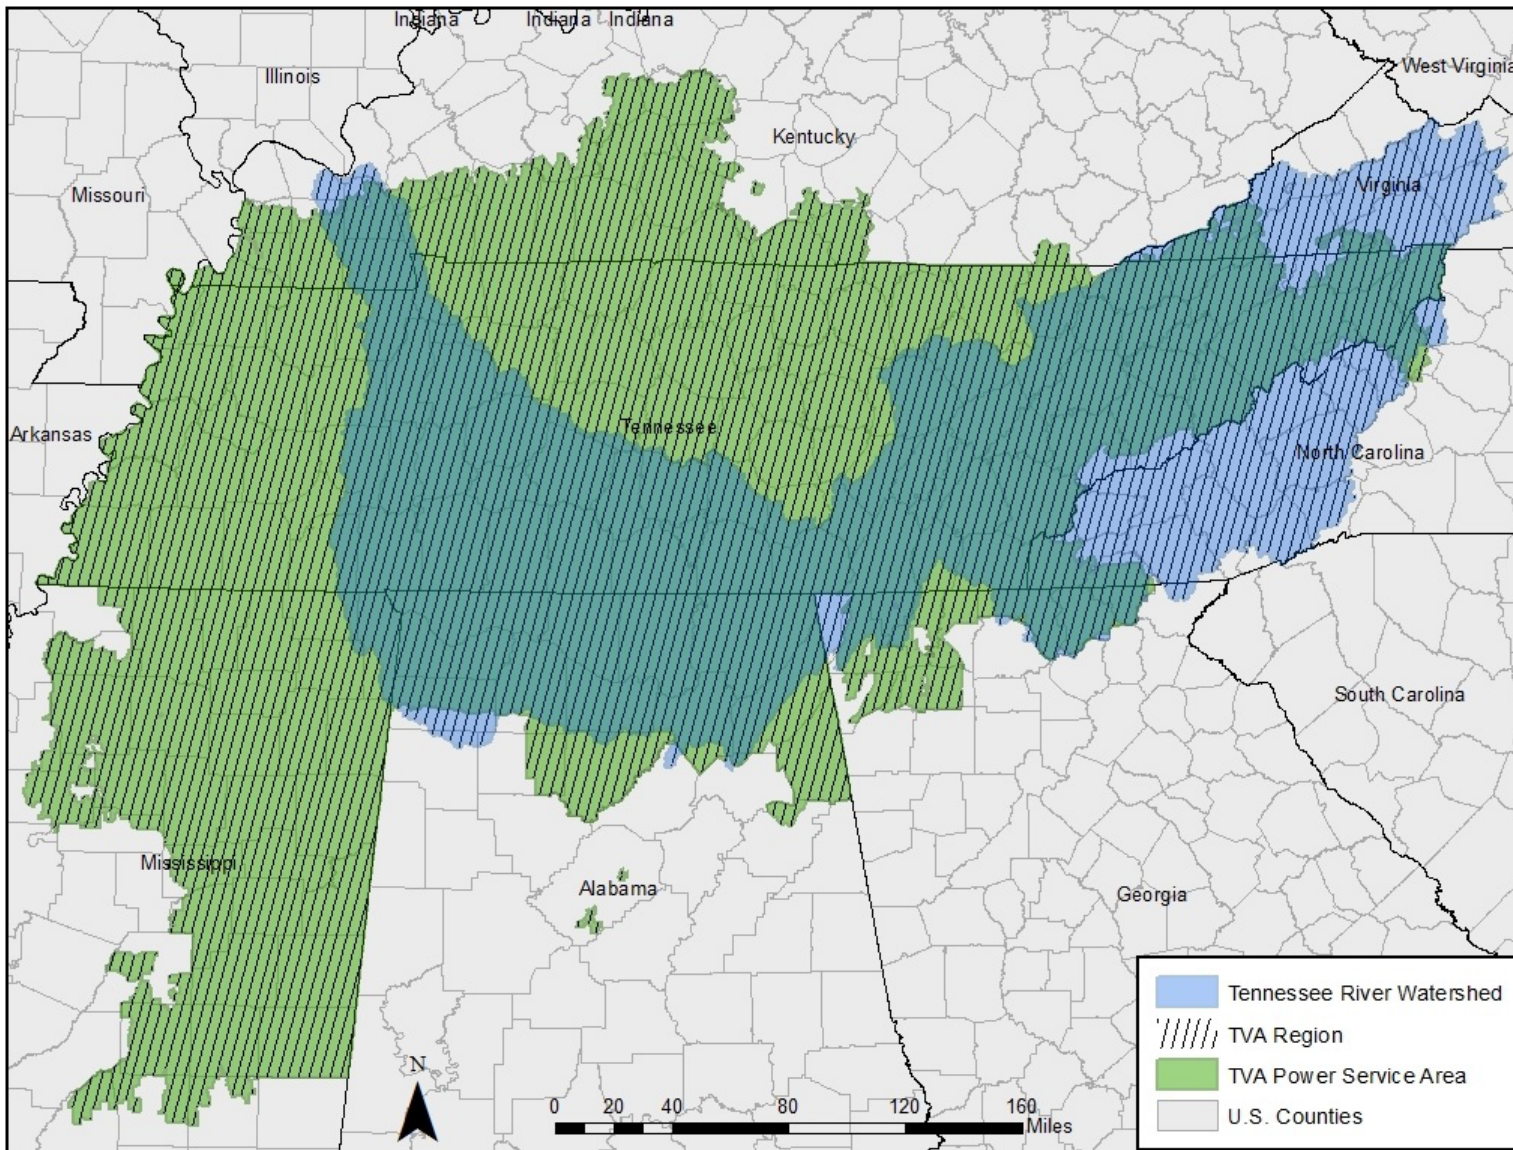 Indiana Indiana Indiana
Illinois
West Virginia
Kentucky
Missouri
Virginia
Tennessee
Arkansas
North Carolina
South Carolina
Mississippi
Alabama
Georgia
Tennessee River Watershed
TVA Region
TVA Power Service Area
U.S. Counties
N
0 20 40 80 120 160
Miles